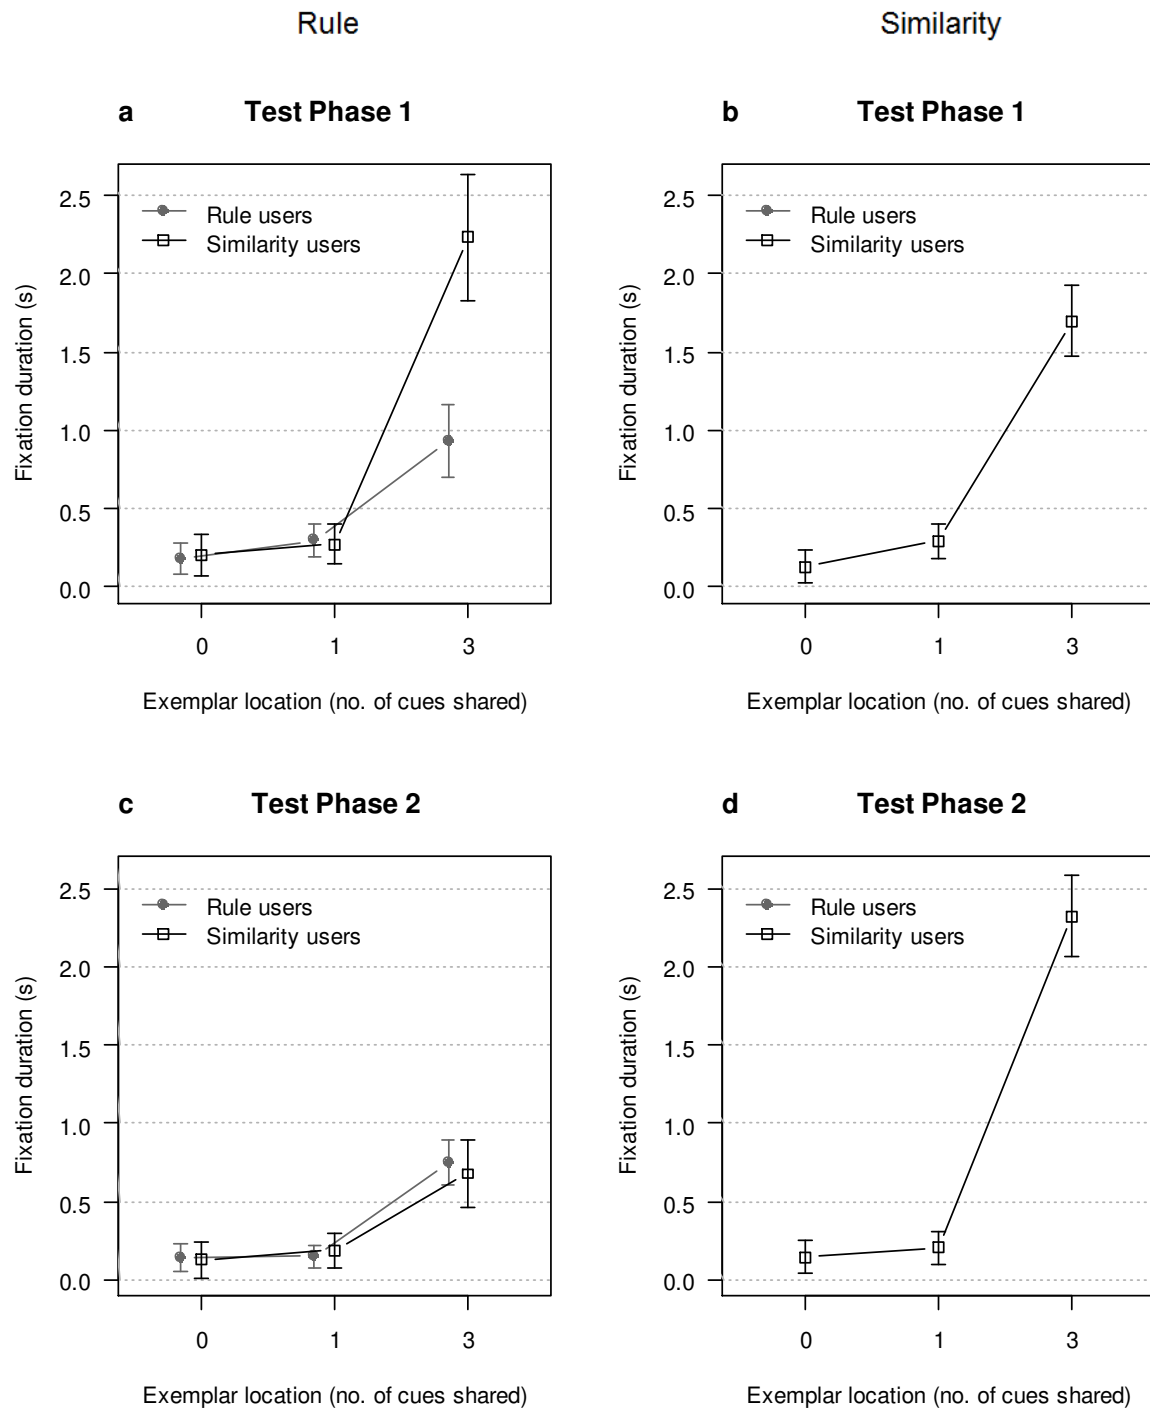 Rule
Similarity
a Test Phase 1
b Test Phase 1
2.5
2.0
1.5
1.0
0.5
0.0
Fixation duration (s)
Rule users
Similarity users
0 1 3
Exemplar location (no. of cues shared)
2.5
2.0
1.5
1.0
0.5
0.0
Fixation duration (s)
Rule users
Similarity users
0 1 3
Exemplar location (no. of cues shared)
c Test Phase 2
d Test Phase 2
2.5
2.0
1.5
1.0
0.5
0.0
Fixation duration (s)
Rule users
Similarity users
0 1 3
Exemplar location (no. of cues shared)
2.5
2.0
1.5
1.0
0.5
0.0
Fixation duration (s)
Rule users
Similarity users
0 1 3
Exemplar location (no. of cues shared)